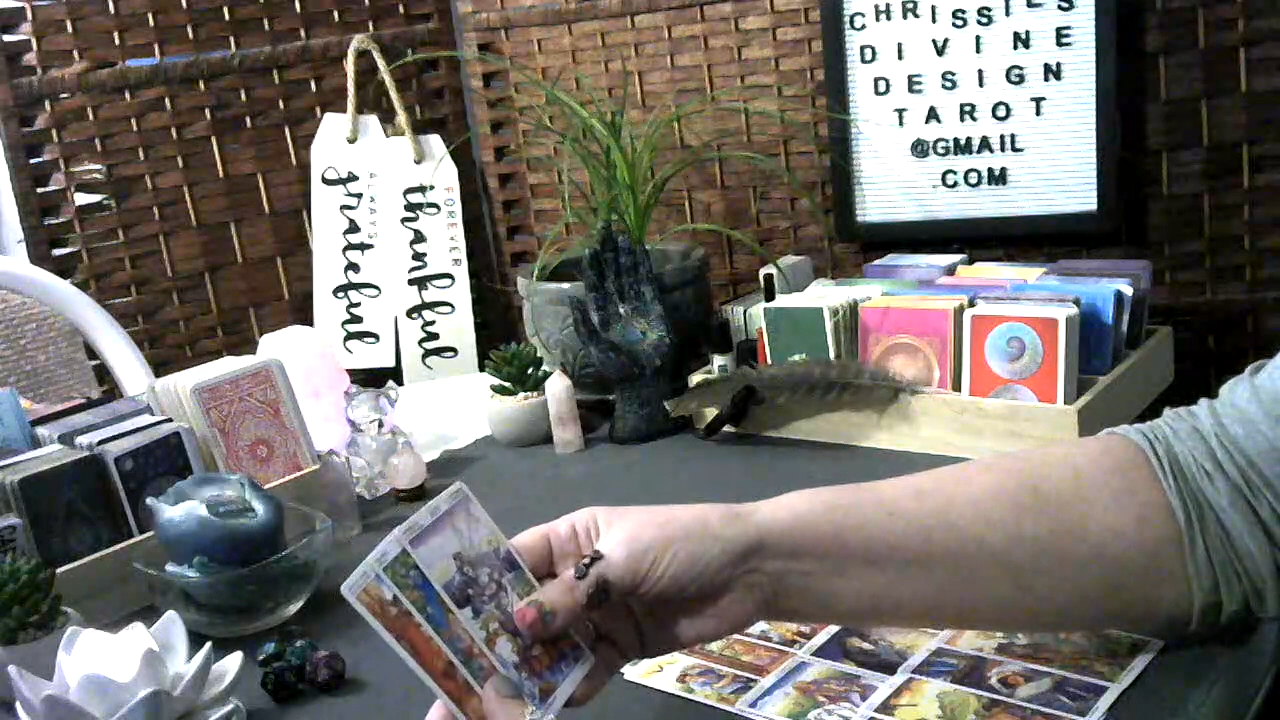 CHRISSIES
DIVINE
DESIGN
TAROT
@GMAIL
.COM
ALWAYS
grateful
FOREVER
thankful